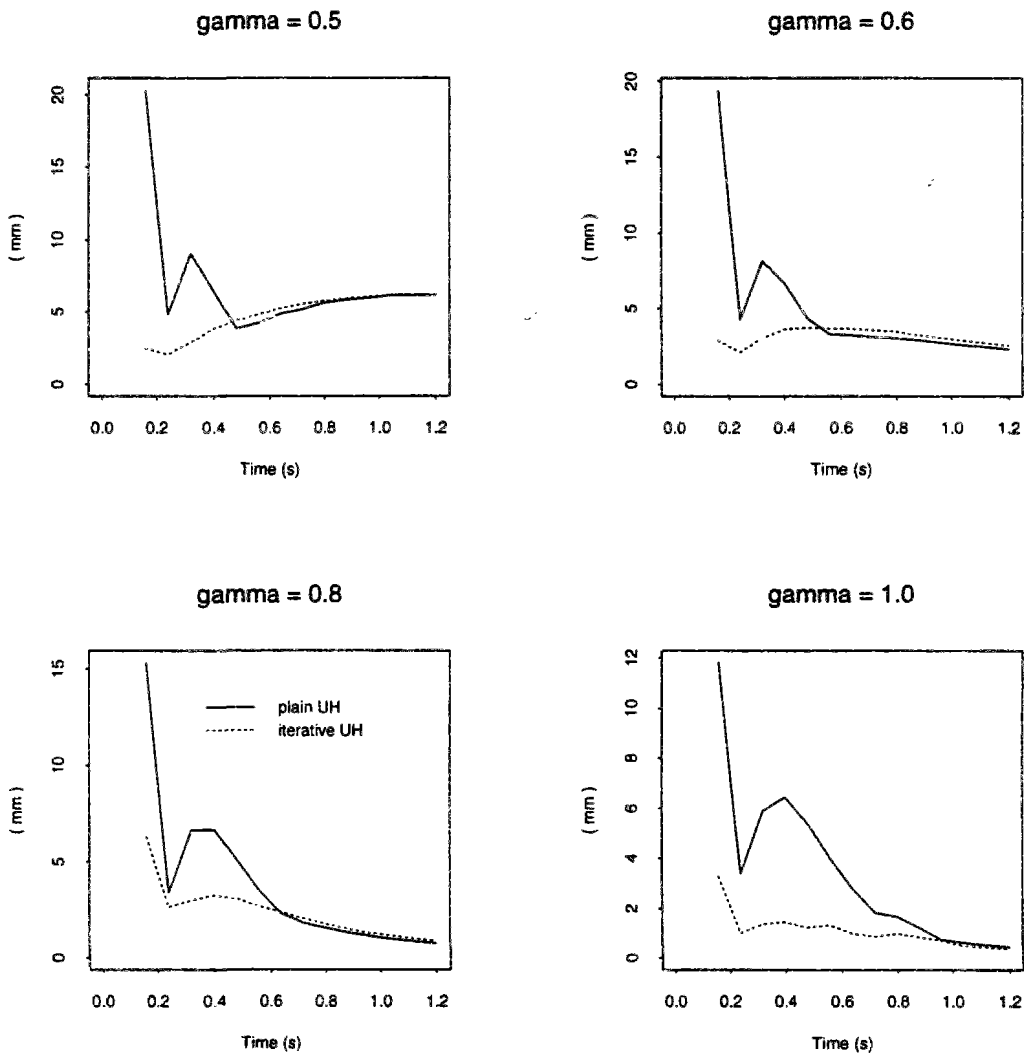 gamma = 0.5
20
15
10
5
0
( mm )
0.0 0.2 0.4 0.6 0.8 1.0 1.2
Time (s)
gamma = 0.6
20
15
10
5
0
( mm )
0.0 0.2 0.4 0.6 0.8 1.0 1.2
Time (s)
gamma = 0.8
15
10
5
0
( mm )
plain UH
iterative UH
0.0 0.2 0.4 0.6 0.8 1.0 1.2
Time (s)
gamma = 1.0
12
10
8
6
4
2
0
( mm )
0.0 0.2 0.4 0.6 0.8 1.0 1.2
Time (s)